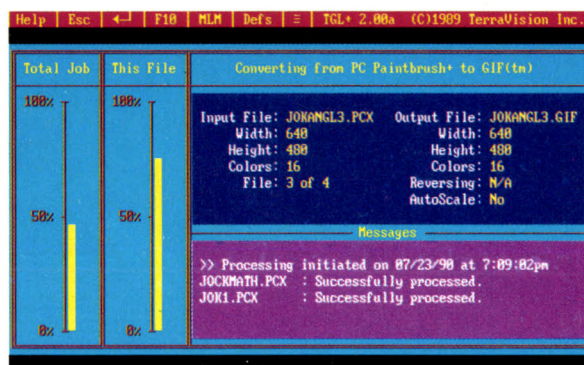 Help Esc ←┘ F10 MLM Defs ≡ TGL+ 2.00a (C)1989 TerraVision Inc.
Total Job
This File
Converting from PC Paintbrush+ to GIF(tm)
100%
50%
0%
100%
50%
0%
Input File: JOKANGL3.PCX
Width: 640
Height: 480
Colors: 16
File: 3 of 4
Output File: JOKANGL3.GIF
Width: 640
Height: 480
Colors: 16
Reversing: N/A
AutoScale: No
Messages
>> Processing initiated on 07/23/90 at 7:09:02pm
JOCKMATH.PCX : Successfully processed.
JOK1.PCX : Successfully processed.